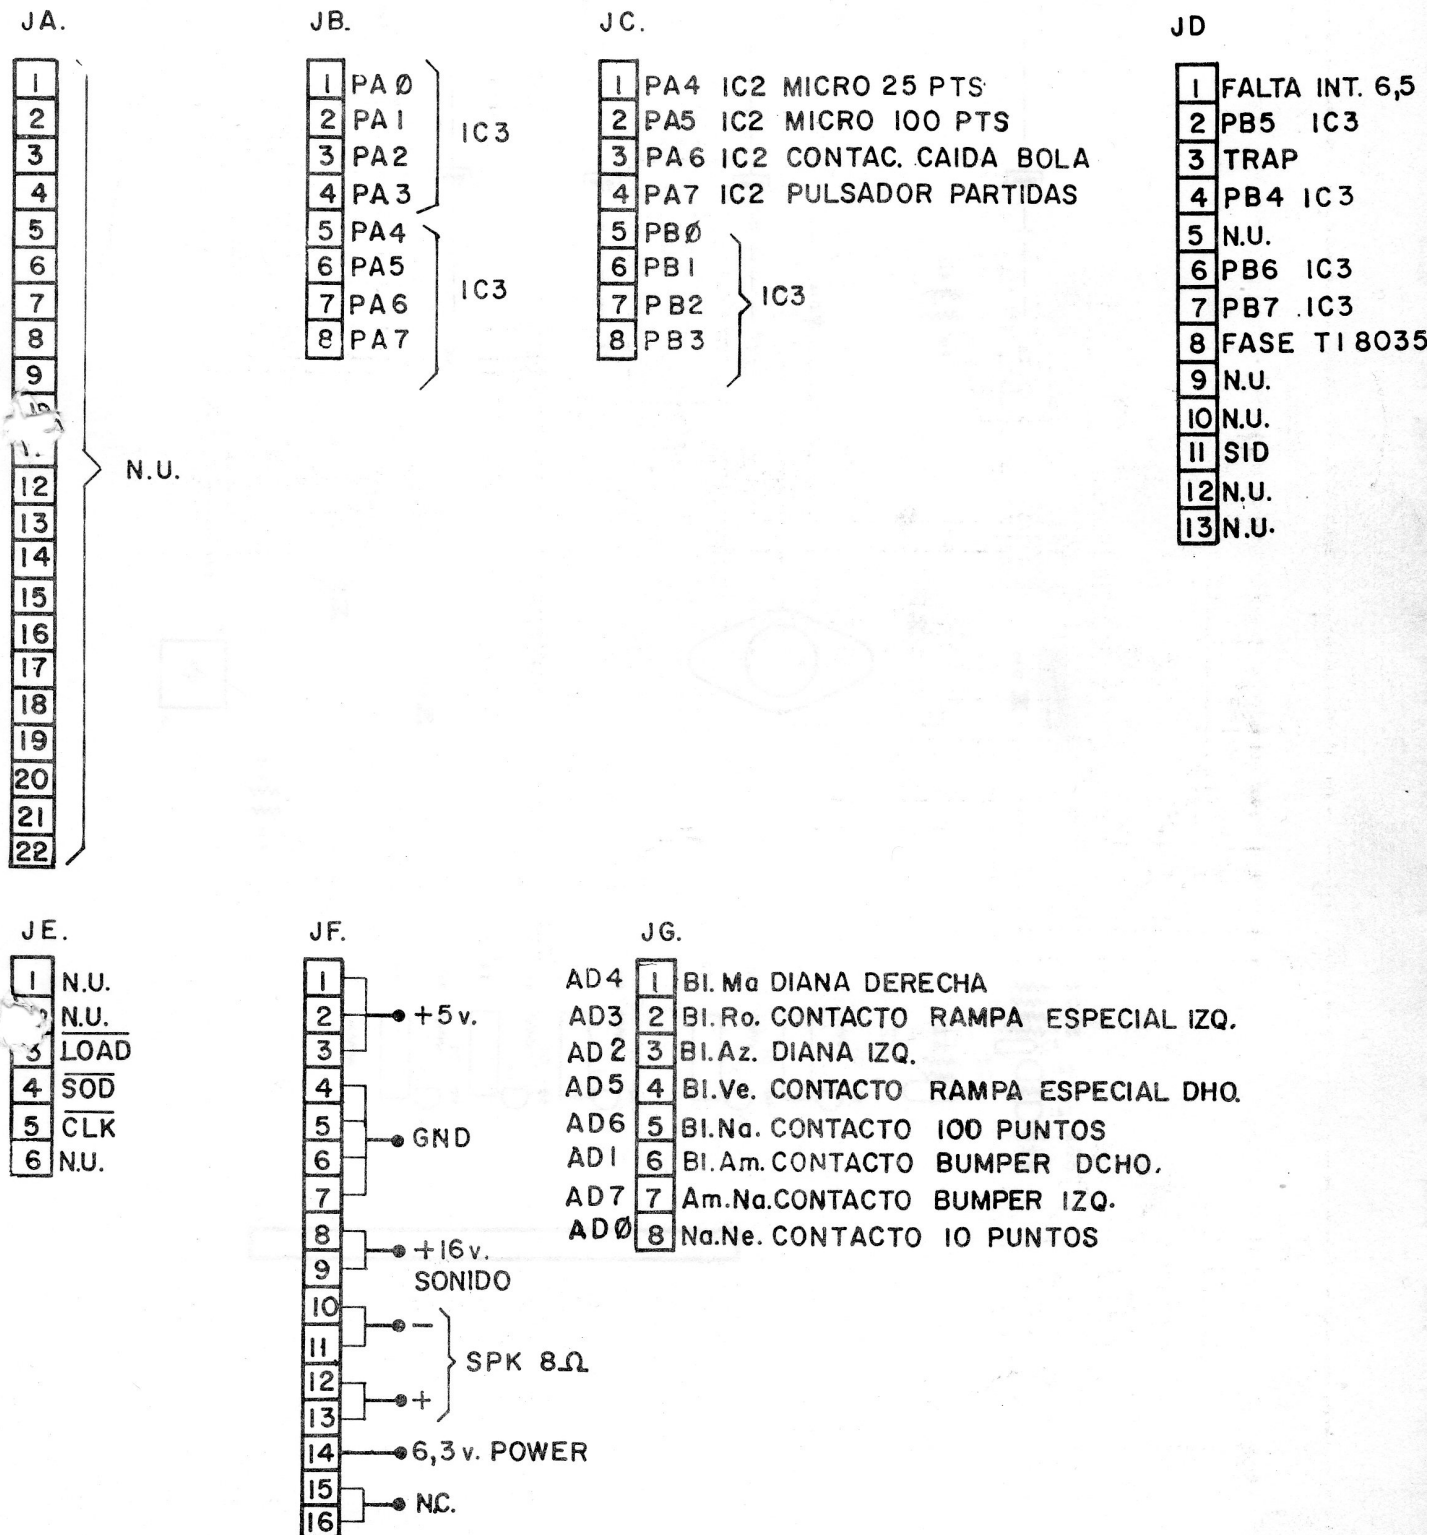 JA.
1
2
3
4
5
6
7
8
9
10
12
13
14
15
16
17
18
19
20
21
22
N.U.
JB.
1 PAØ
2 PA1
3 PA2
4 PA3
IC3
5 PA4
6 PA5
7 PA6
8 PA7
IC3
JC.
1 PA4 IC2 MICRO 25 PTS
2 PA5 IC2 MICRO 100 PTS
3 PA6 IC2 CONTAC. CAIDA BOLA
4 PA7 IC2 PULSADOR PARTIDAS
5 PBØ
6 PB1
7 PB2
8 PB3
IC3
JD
1 FALTA INT. 6,5
2 PB5 IC3
3 TRAP
4 PB4 IC3
5 N.U.
6 PB6 IC3
7 PB7 .IC3
8 FASE T1 8035
9 N.U.
10 N.U.
11 SID
12 N.U.
13 N.U.
JE.
1 N.U.
N.U.
3 LOAD
4 SOD
5 CLK
6 N.U.
JF.
1
2
3
+5v.
4
5
6
7
GND
8
9
+16v.
SONIDO
10
11
−
12
13
+
SPK 8Ω
14 6,3v. POWER
15
16
N.C.
JG.
AD4 1 Bl.Ma DIANA DERECHA
AD3 2 Bl.Ro. CONTACTO RAMPA ESPECIAL IZQ.
AD2 3 Bl.Az. DIANA IZQ.
AD5 4 Bl.Ve. CONTACTO RAMPA ESPECIAL DHO.
AD6 5 Bl.Na. CONTACTO 100 PUNTOS
AD1 6 Bl.Am. CONTACTO BUMPER DCHO.
AD7 7 Am.Na. CONTACTO BUMPER IZQ.
ADØ 8 Na.Ne. CONTACTO 10 PUNTOS